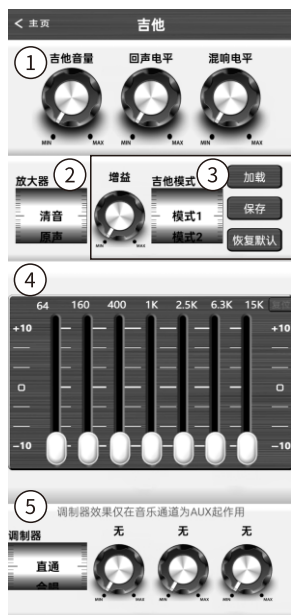 < 主页 吉他
① 吉他音量 回声电平 混响电平
MIN MAX MIN MAX MIN MAX
放大器 ② 增益 吉他模式 ③ 加载
清音 模式1 保存
原声 MIN MAX 模式2 恢复默认
④
64 160 400 1K 2.5K 6.3K 15K
+10 +10
0 0
-10 -10
⑤ 调制器效果仅在音乐通道为AUX起作用
调制器 无 无 无
直通
合唱 MIN MAX MIN MAX MIN MAX